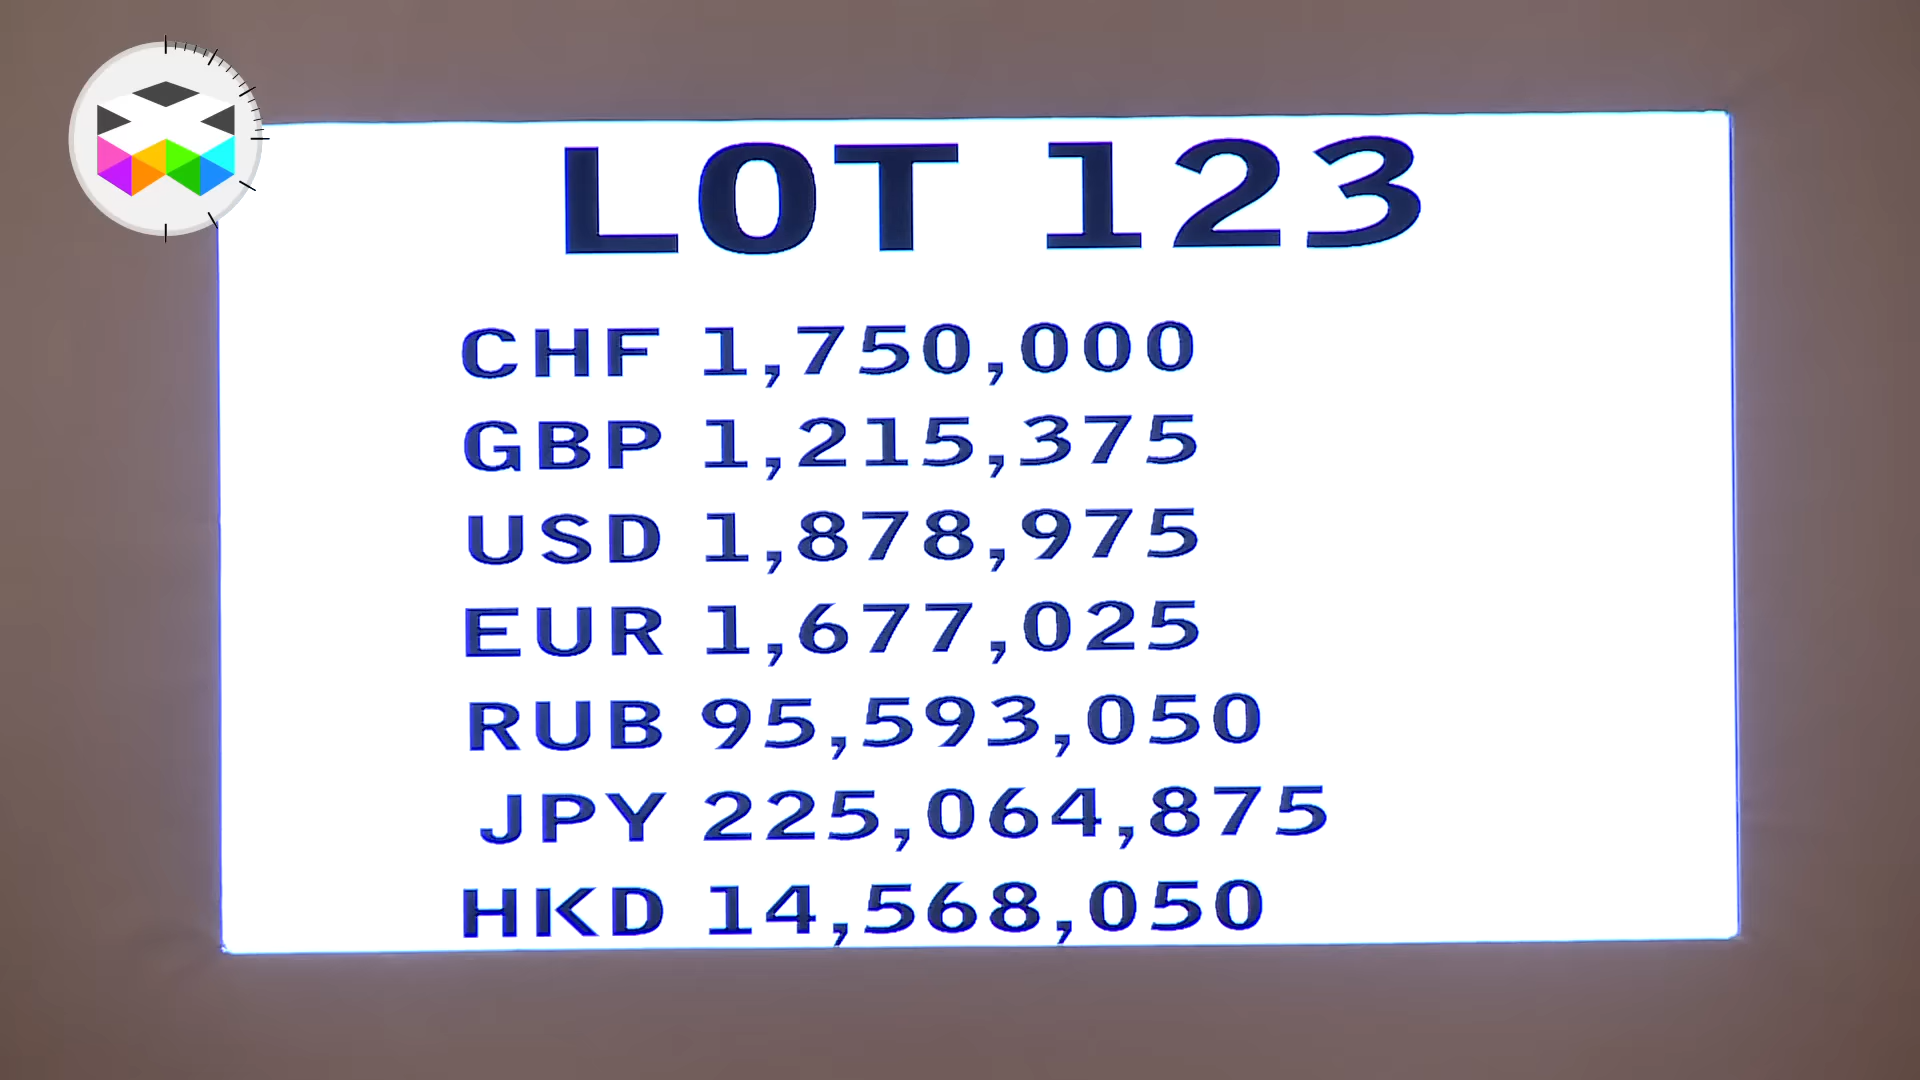 LOT 123
CHF 1,750,000
GBP 1,215,375
USD 1,878,975
EUR 1,677,025
RUB 95,593,050
JPY 225,064,875
HKD 14,568,050